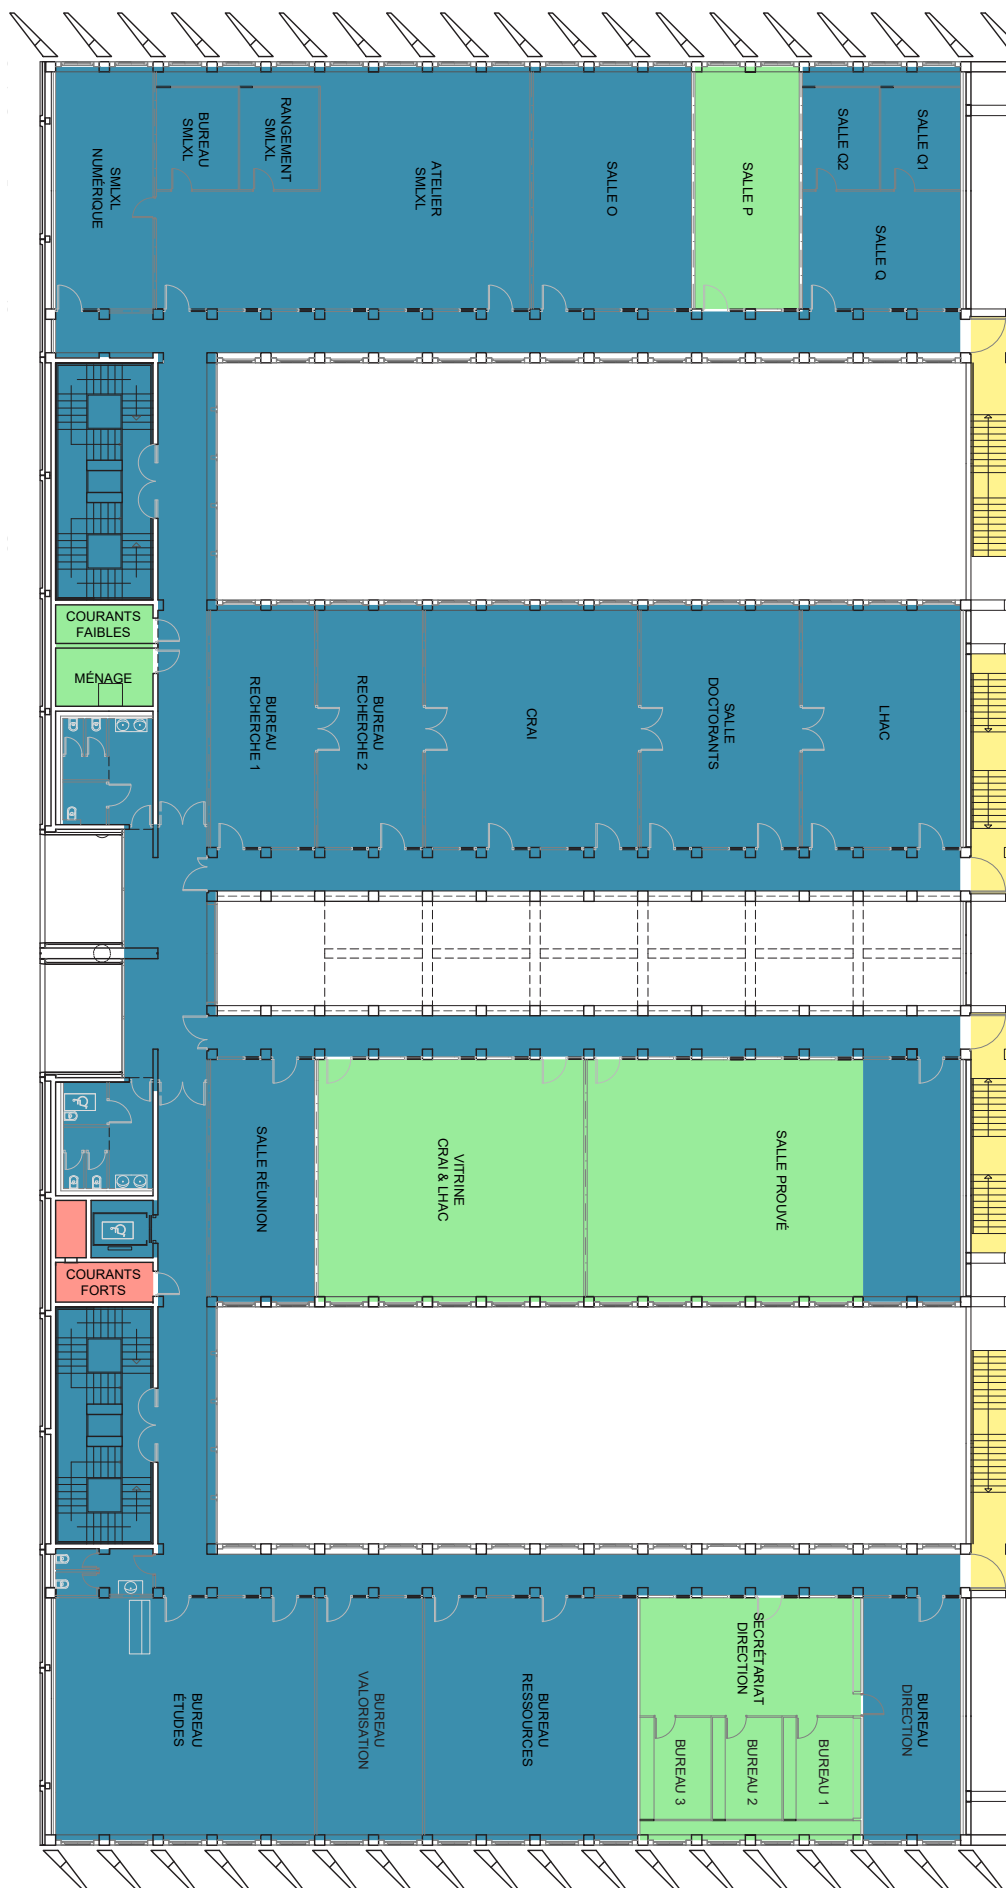 SMLXL
NUMÉRIQUE
BUREAU
SMLXL
RANGEMENT
SMLXL
ATELIER
SMLXL
SALLE O
SALLE P
SALLE Q2
SALLE Q1
SALLE Q
COURANTS
FAIBLES
MÉNAGE
BUREAU
RECHERCHE 1
BUREAU
RECHERCHE 2
CRAI
SALLE
DOCTORANTS
LHAC
SALLE RÉUNION
VITRINE
CRAI & LHAC
SALLE PROUVÉ
COURANTS
FORTS
BUREAU
ÉTUDES
BUREAU
VALORISATION
BUREAU
RESSOURCES
SECRÉTARIAT
DIRECTION
BUREAU 3
BUREAU 2
BUREAU 1
BUREAU
DIRECTION